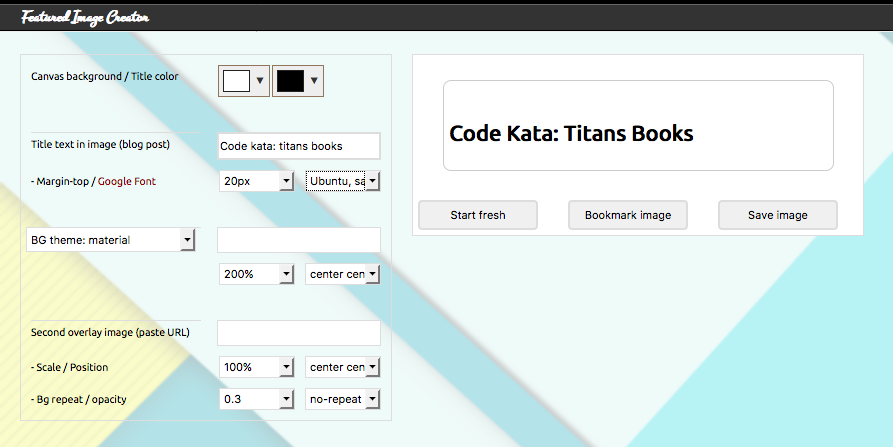 Featured Image Creator
Canvas background / Title color
Title text in image (blog post)
Code kata: titans books
- Margin-top / Google Font
20px
Ubuntu, sa
BG theme: material
200%
center cen
Second overlay image (paste URL)
- Scale / Position
100%
center cen
- Bg repeat / opacity
0.3
no-repeat
Code Kata: Titans Books
Start fresh
Bookmark image
Save image